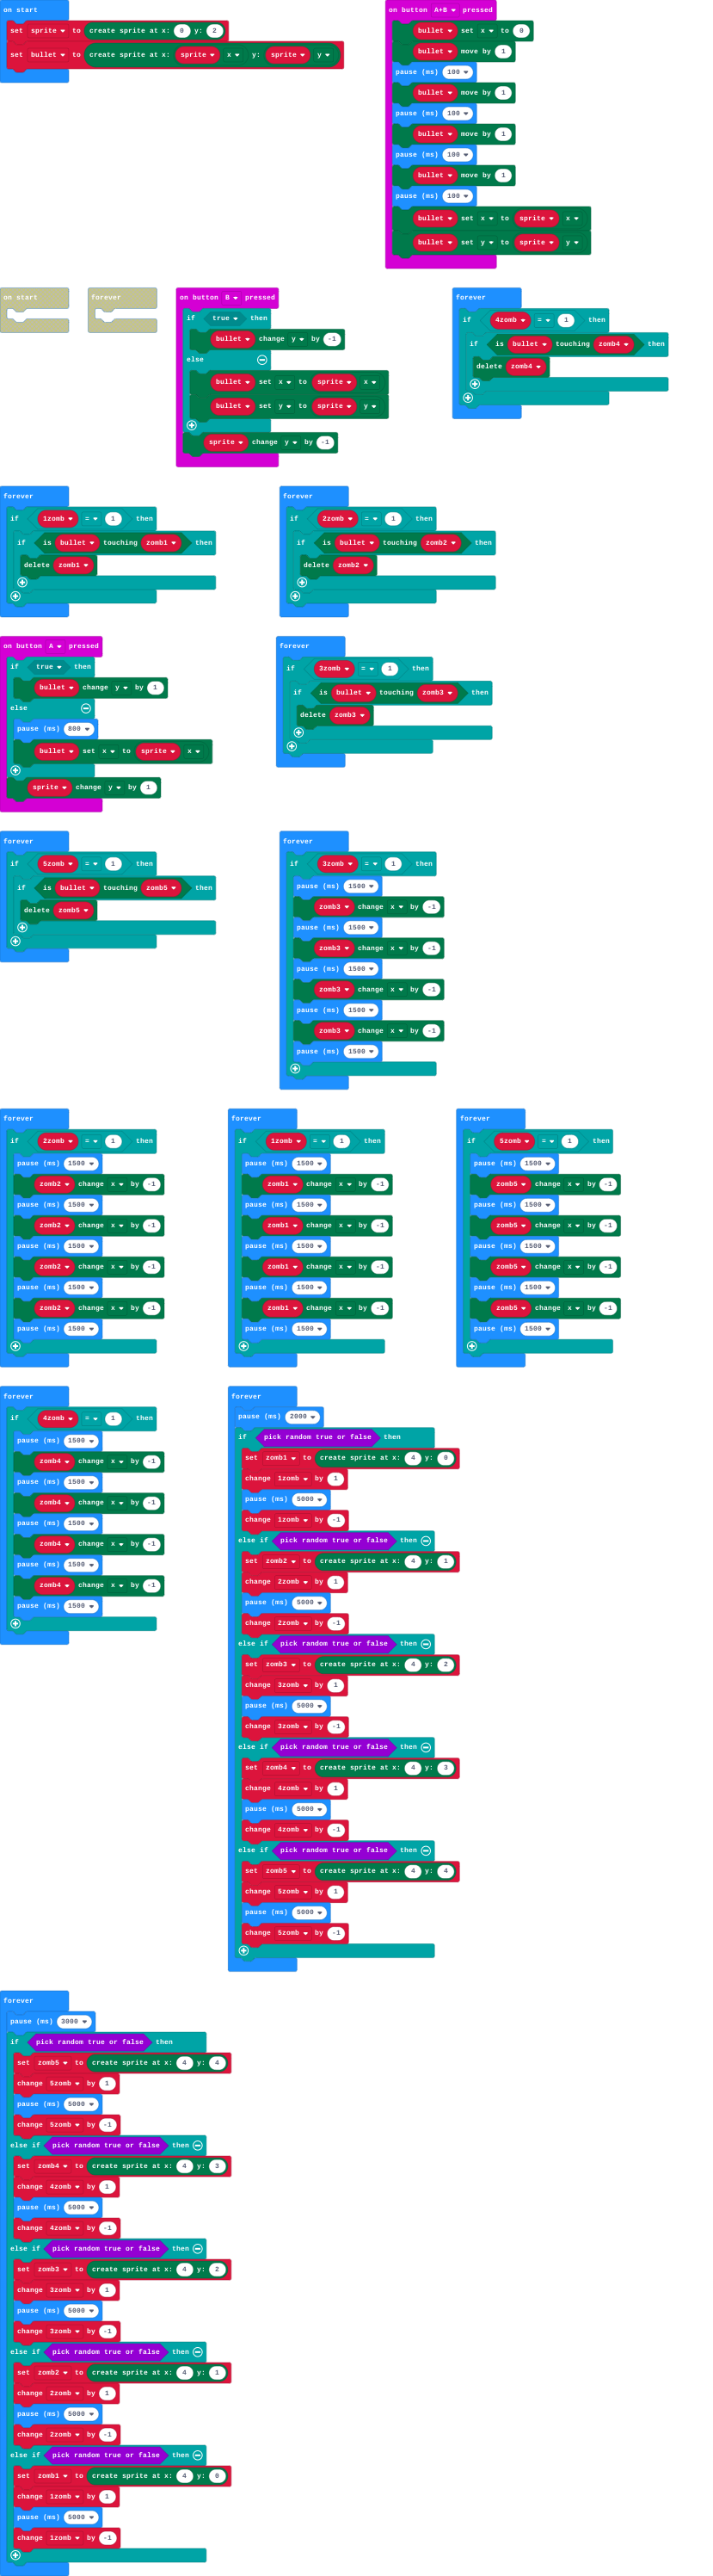 on start
set sprite to create sprite at x: 0 y: 2
set bullet to create sprite at x: sprite x y: sprite y
on button A+B pressed
bullet set x to 0
bullet move by 1
pause (ms) 100
bullet move by 1
pause (ms) 100
bullet move by 1
pause (ms) 100
bullet move by 1
pause (ms) 100
bullet set x to sprite x
bullet set y to sprite y
on start
forever
on button B pressed
if true then
bullet change y by -1
else
bullet set x to sprite x
bullet set y to sprite y
sprite change y by -1
forever
if 4zomb = 1 then
if is bullet touching zomb4 then
delete zomb4
forever
if 1zomb = 1 then
if is bullet touching zomb1 then
delete zomb1
forever
if 2zomb = 1 then
if is bullet touching zomb2 then
delete zomb2
on button A pressed
if true then
bullet change y by 1
else
pause (ms) 800
bullet set x to sprite x
sprite change y by 1
forever
if 3zomb = 1 then
if is bullet touching zomb3 then
delete zomb3
forever
if 5zomb = 1 then
if is bullet touching zomb5 then
delete zomb5
forever
if 3zomb = 1 then
pause (ms) 1500
zomb3 change x by -1
pause (ms) 1500
zomb3 change x by -1
pause (ms) 1500
zomb3 change x by -1
pause (ms) 1500
zomb3 change x by -1
pause (ms) 1500
forever
if 2zomb = 1 then
pause (ms) 1500
zomb2 change x by -1
pause (ms) 1500
zomb2 change x by -1
pause (ms) 1500
zomb2 change x by -1
pause (ms) 1500
zomb2 change x by -1
pause (ms) 1500
forever
if 1zomb = 1 then
pause (ms) 1500
zomb1 change x by -1
pause (ms) 1500
zomb1 change x by -1
pause (ms) 1500
zomb1 change x by -1
pause (ms) 1500
zomb1 change x by -1
pause (ms) 1500
forever
if 5zomb = 1 then
pause (ms) 1500
zomb5 change x by -1
pause (ms) 1500
zomb5 change x by -1
pause (ms) 1500
zomb5 change x by -1
pause (ms) 1500
zomb5 change x by -1
pause (ms) 1500
forever
if 4zomb = 1 then
pause (ms) 1500
zomb4 change x by -1
pause (ms) 1500
zomb4 change x by -1
pause (ms) 1500
zomb4 change x by -1
pause (ms) 1500
zomb4 change x by -1
pause (ms) 1500
forever
pause (ms) 2000
if pick random true or false then
set zomb1 to create sprite at x: 4 y: 0
change 1zomb by 1
pause (ms) 5000
change 1zomb by -1
else if pick random true or false then
set zomb2 to create sprite at x: 4 y: 1
change 2zomb by 1
pause (ms) 5000
change 2zomb by -1
else if pick random true or false then
set zomb3 to create sprite at x: 4 y: 2
change 3zomb by 1
pause (ms) 5000
change 3zomb by -1
else if pick random true or false then
set zomb4 to create sprite at x: 4 y: 3
change 4zomb by 1
pause (ms) 5000
change 4zomb by -1
else if pick random true or false then
set zomb5 to create sprite at x: 4 y: 4
change 5zomb by 1
pause (ms) 5000
change 5zomb by -1
forever
pause (ms) 3000
if pick random true or false then
set zomb5 to create sprite at x: 4 y: 4
change 5zomb by 1
pause (ms) 5000
change 5zomb by -1
else if pick random true or false then
set zomb4 to create sprite at x: 4 y: 3
change 4zomb by 1
pause (ms) 5000
change 4zomb by -1
else if pick random true or false then
set zomb3 to create sprite at x: 4 y: 2
change 3zomb by 1
pause (ms) 5000
change 3zomb by -1
else if pick random true or false then
set zomb2 to create sprite at x: 4 y: 1
change 2zomb by 1
pause (ms) 5000
change 2zomb by -1
else if pick random true or false then
set zomb1 to create sprite at x: 4 y: 0
change 1zomb by 1
pause (ms) 5000
change 1zomb by -1